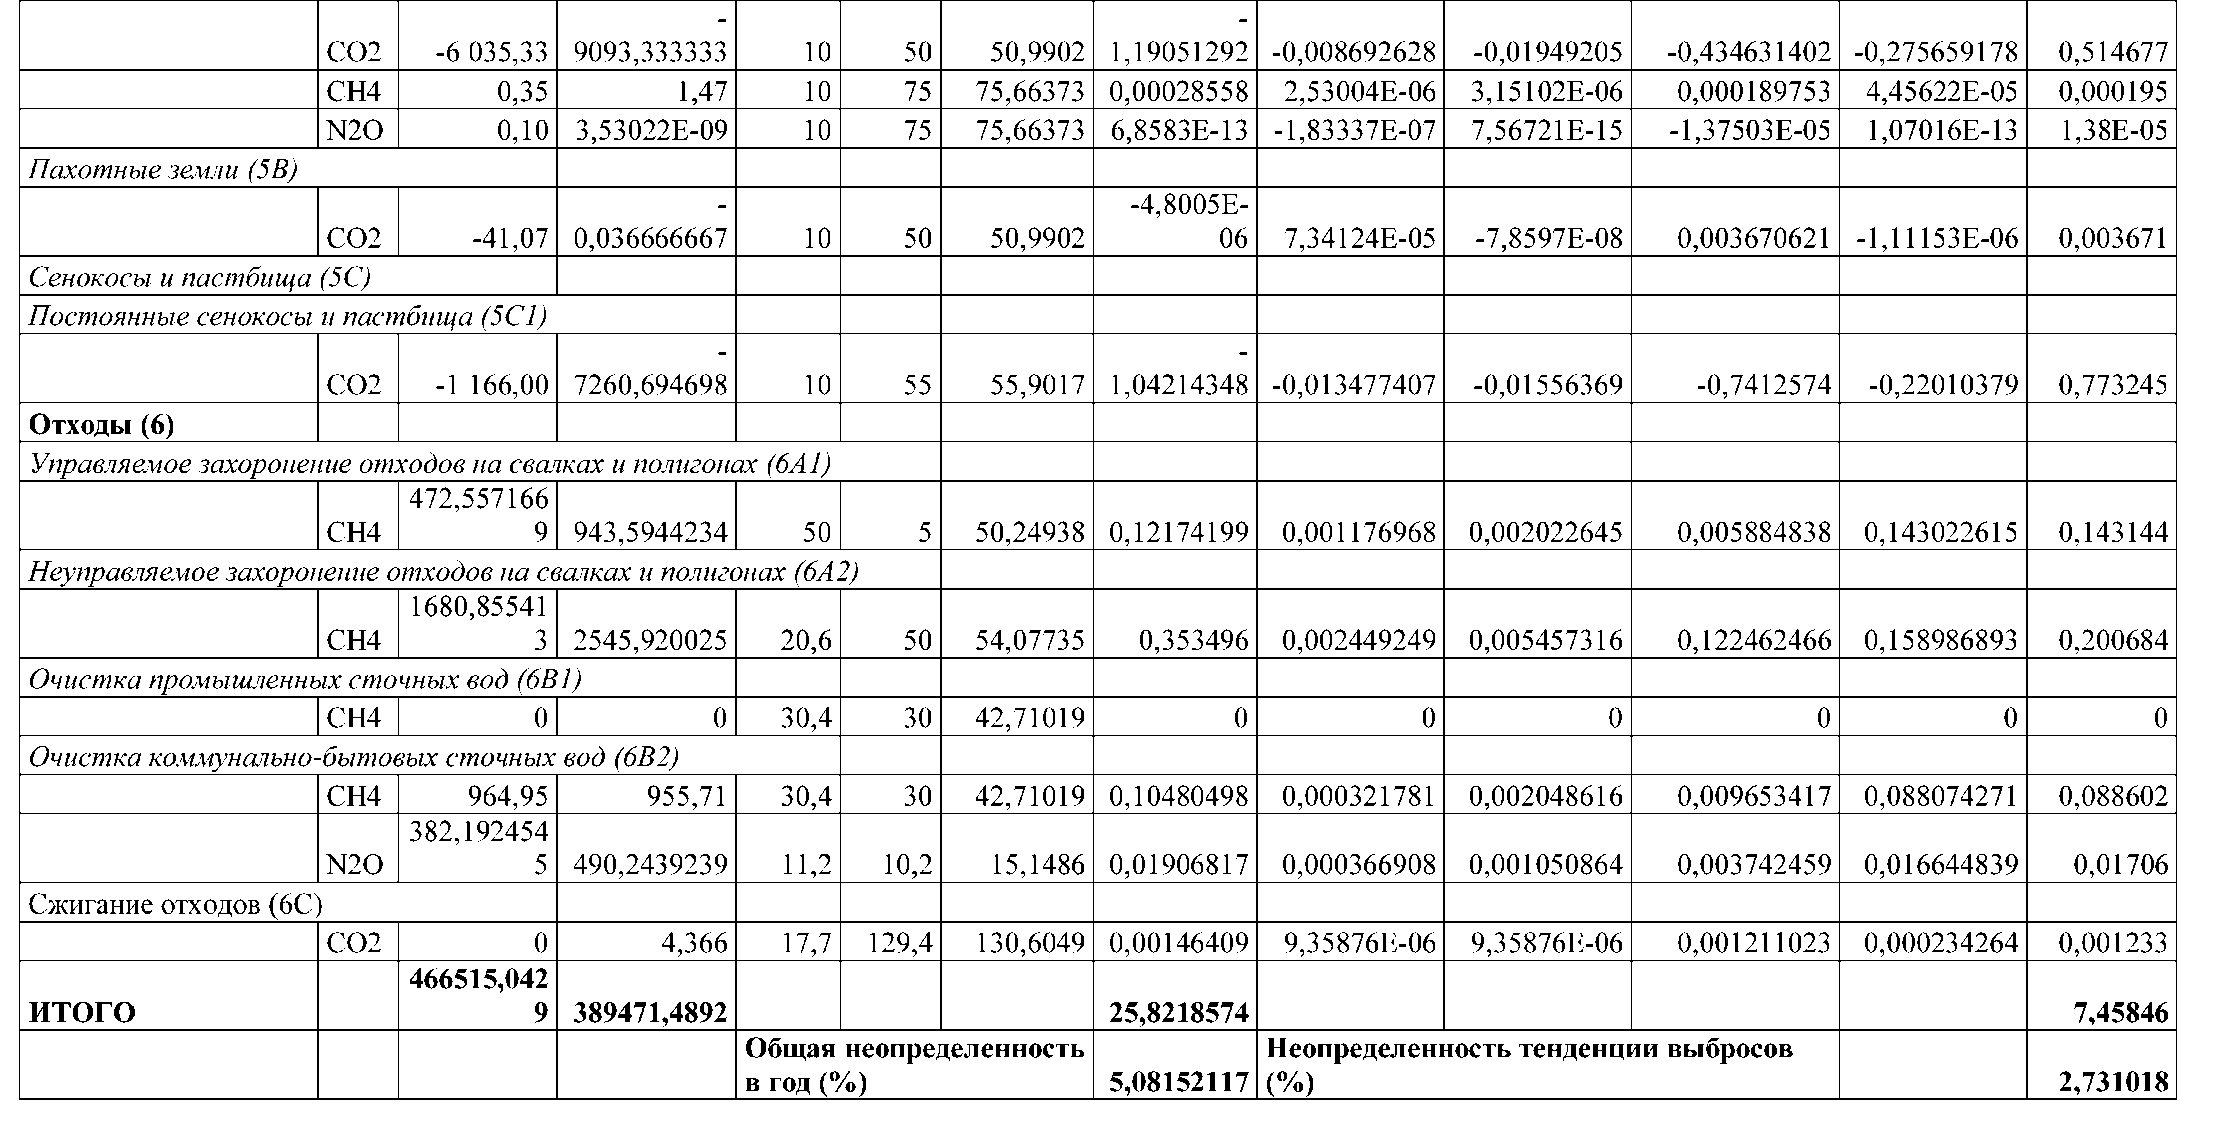 CO2 -6 035,33 -9093,333333 10 50 50,9902 -1,19051292 -0,008692628 -0,01949205 -0,434631402 -0,275659178 0,514677
CH4 0,35 1,47 10 75 75,66373 0,00028558 2,53004E-06 3,15102E-06 0,000189753 4,45622E-05 0,000195
N2O 0,10 3,53022E-09 10 75 75,66373 6,8583E-13 -1,83337E-07 7,56721E-15 -1,37503E-05 1,07016E-13 1,38E-05
Пахотные земли (5В)
CO2 -41,07 -0,036666667 10 50 50,9902 -4,8005E-06 7,34124E-05 -7,8597E-08 0,003670621 -1,11153E-06 0,003671
Сенокосы и пастбища (5С)
Постоянные сенокосы и пастбища (5С1)
CO2 -1 166,00 -7260,694698 10 55 55,9017 -1,04214348 -0,013477407 -0,01556369 -0,7412574 -0,22010379 0,773245
Отходы (6)
Управляемое захоронение отходов на свалках и полигонах (6А1)
CH4 472,5571669 943,5944234 50 5 50,24938 0,12174199 0,001176968 0,002022645 0,005884838 0,143022615 0,143144
Неуправляемое захоронение отходов на свалках и полигонах (6А2)
CH4 1680,855413 2545,920025 20,6 50 54,07735 0,353496 0,002449249 0,005457316 0,122462466 0,158986893 0,200684
Очистка промышленных сточных вод (6В1)
CH4 0 0 30,4 30 42,71019 0 0 0 0 0 0
Очистка коммунально-бытовых сточных вод (6В2)
CH4 964,95 955,71 30,4 30 42,71019 0,10480498 0,000321781 0,002048616 0,009653417 0,088074271 0,088602
N2O 382,1924545 490,2439239 11,2 10,2 15,1486 0,01906817 0,000366908 0,001050864 0,003742459 0,016644839 0,01706
Сжигание отходов (6С)
CO2 0 4,366 17,7 129,4 130,6049 0,00146409 9,35876E-06 9,35876E-06 0,001211023 0,000234264 0,001233
ИТОГО 466515,0429 389471,4892 25,8218574 7,45846
Общая неопределенность в год (%) 5,08152117 Неопределенность тенденции выбросов (%) 2,731018